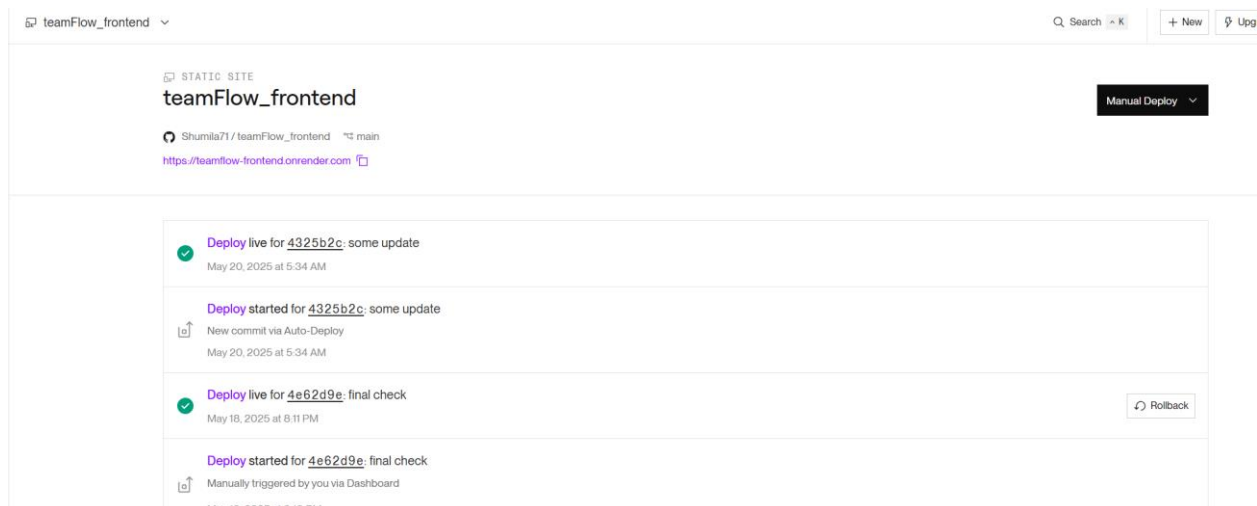 teamFlow_frontend
Search ^ K
+ New
Upg
STATIC SITE
teamFlow_frontend
Manual Deploy
Shumila71 / teamFlow_frontend main
https://teamflow-frontend.onrender.com
Deploy live for 4325b2c: some update
May 20, 2025 at 5:34 AM
Deploy started for 4325b2c: some update
New commit via Auto-Deploy
May 20, 2025 at 5:34 AM
Deploy live for 4e62d9e: final check
May 18, 2025 at 8:11 PM
Rollback
Deploy started for 4e62d9e: final check
Manually triggered by you via Dashboard